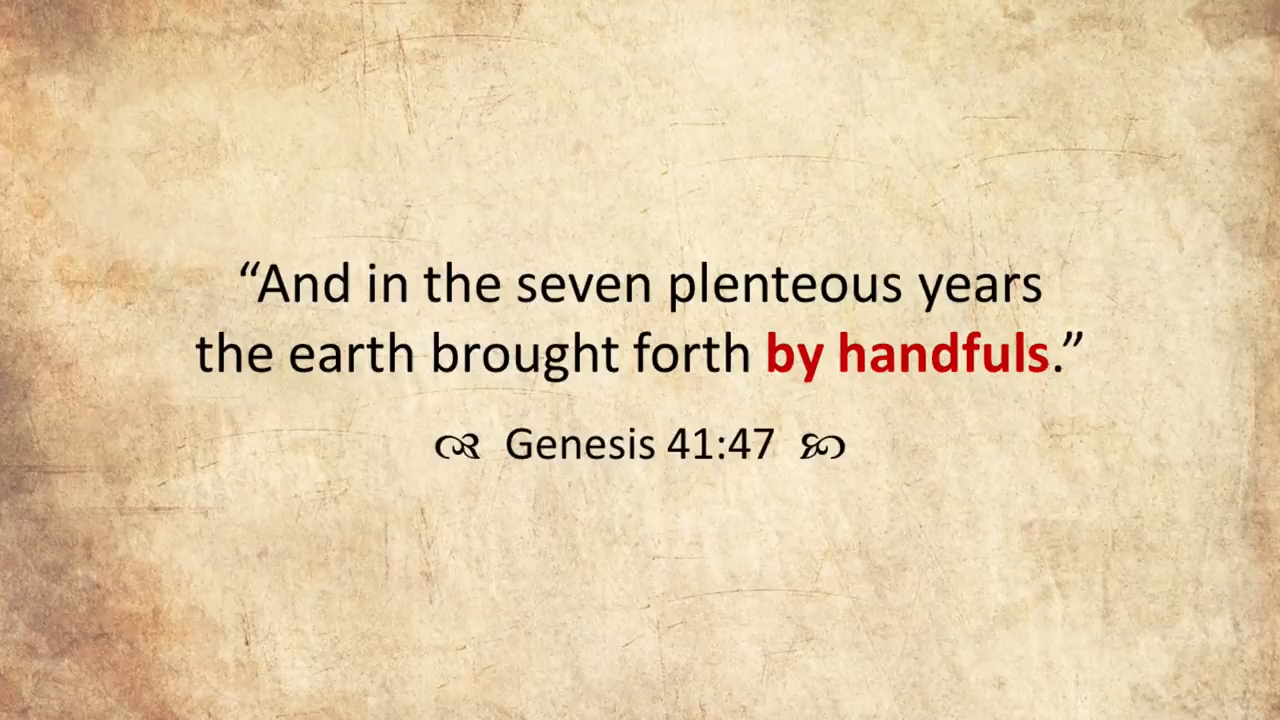 “And in the seven plenteous years
the earth brought forth by handfuls.”
Genesis 41:47